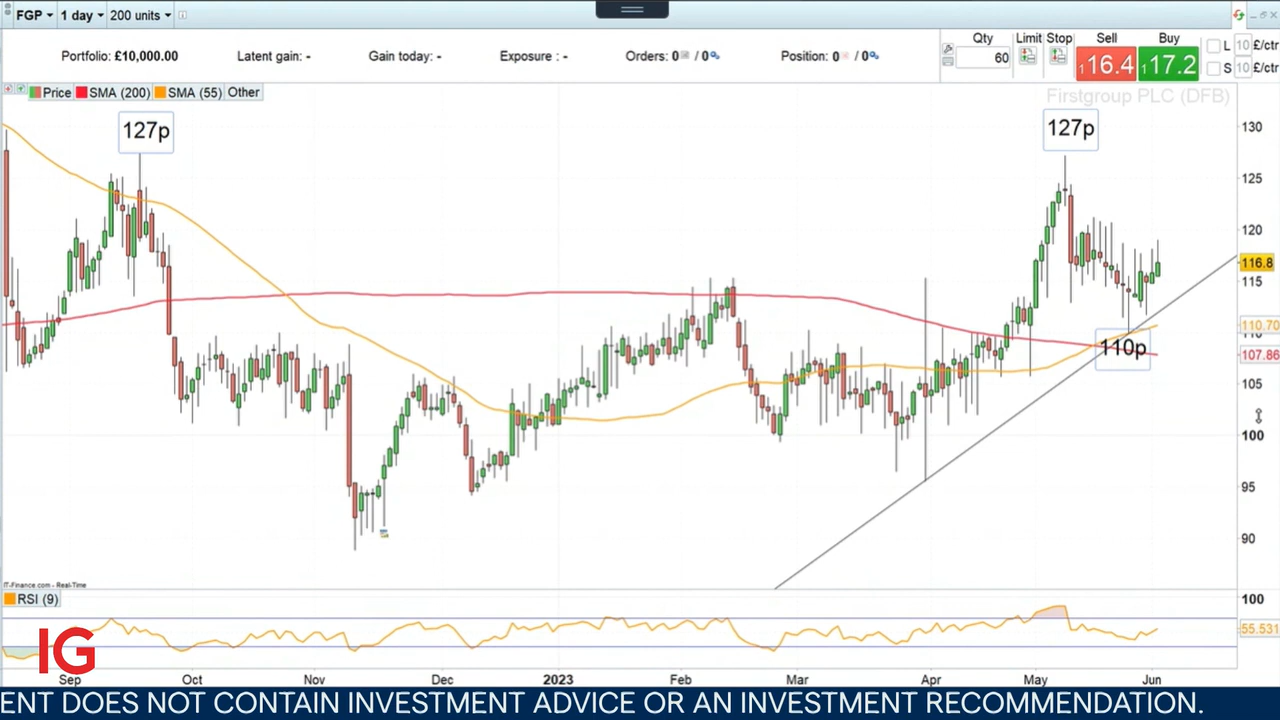 FGP 1 day 200 units
Portfolio: £10,000.00 Latent gain: - Gain today: - Exposure : - Orders: 0 / 0 Position: 0 / 0
Qty Limit Stop Sell Buy
60 116.4 117.2
L 10 £/ctr
S 10 £/ctr
Price SMA (200) SMA (55) Other
Firstgroup PLC (DFB)
127p
127p
130
125
120
116.8
115
110.70
110
110p
107.86
105
100
95
90
IT-Finance.com - Real-Time
RSI (9)
100
55.531
IG
Sep Oct Nov Dec 2023 Feb Mar Apr May Jun
ENT DOES NOT CONTAIN INVESTMENT ADVICE OR AN INVESTMENT RECOMMENDATION.